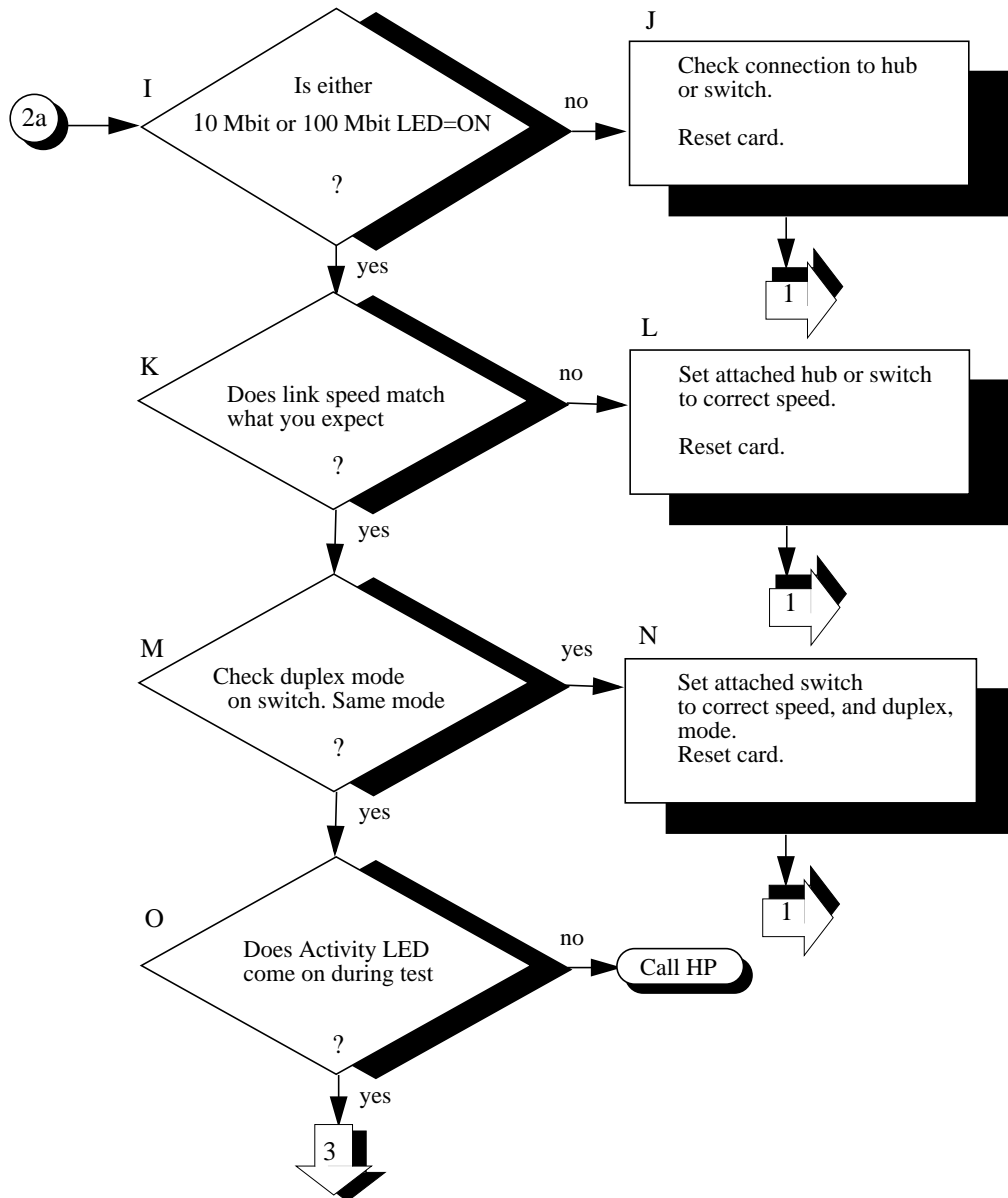 2a
I
Is either
10 Mbit or 100 Mbit LED=ON
?
no
J
Check connection to hub
or switch.
Reset card.
1
yes
K
Does link speed match
what you expect
?
no
L
Set attached hub or switch
to correct speed.
Reset card.
1
yes
M
Check duplex mode
on switch. Same mode
?
yes
N
Set attached switch
to correct speed, and duplex,
mode.
Reset card.
1
yes
O
Does Activity LED
come on during test
?
no
Call HP
yes
3